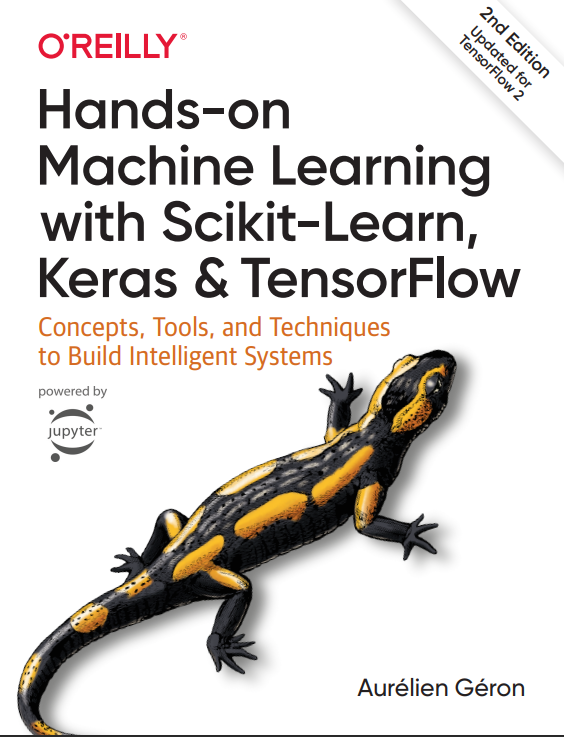 O'REILLY®
2nd Edition
Updated for
TensorFlow 2
Hands-on
Machine Learning
with Scikit-Learn,
Keras & TensorFlow
Concepts, Tools, and Techniques
to Build Intelligent Systems
powered by
jupyter™
Aurélien Géron